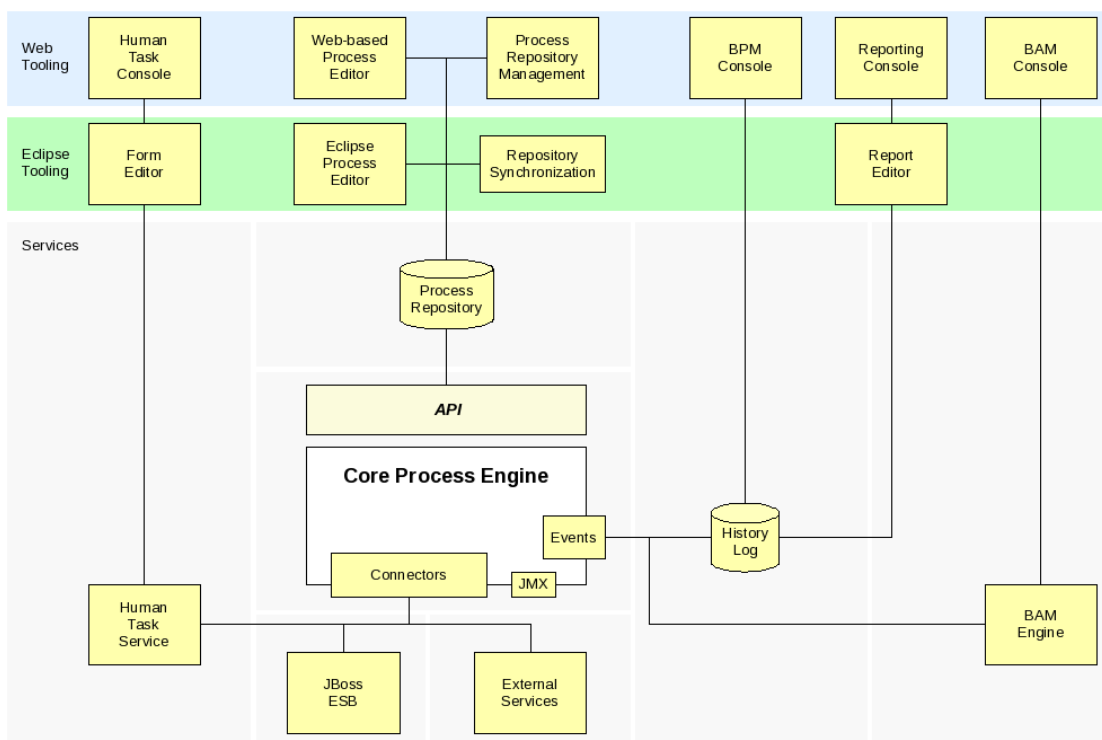 Web
Tooling
Human
Task
Console
Web-based
Process
Editor
Process
Repository
Management
BPM
Console
Reporting
Console
BAM
Console
Eclipse
Tooling
Form
Editor
Eclipse
Process
Editor
Repository
Synchronization
Report
Editor
Services
Process
Repository
API
Core Process Engine
Events
History
Log
Connectors
JMX
Human
Task
Service
BAM
Engine
JBoss
ESB
External
Services